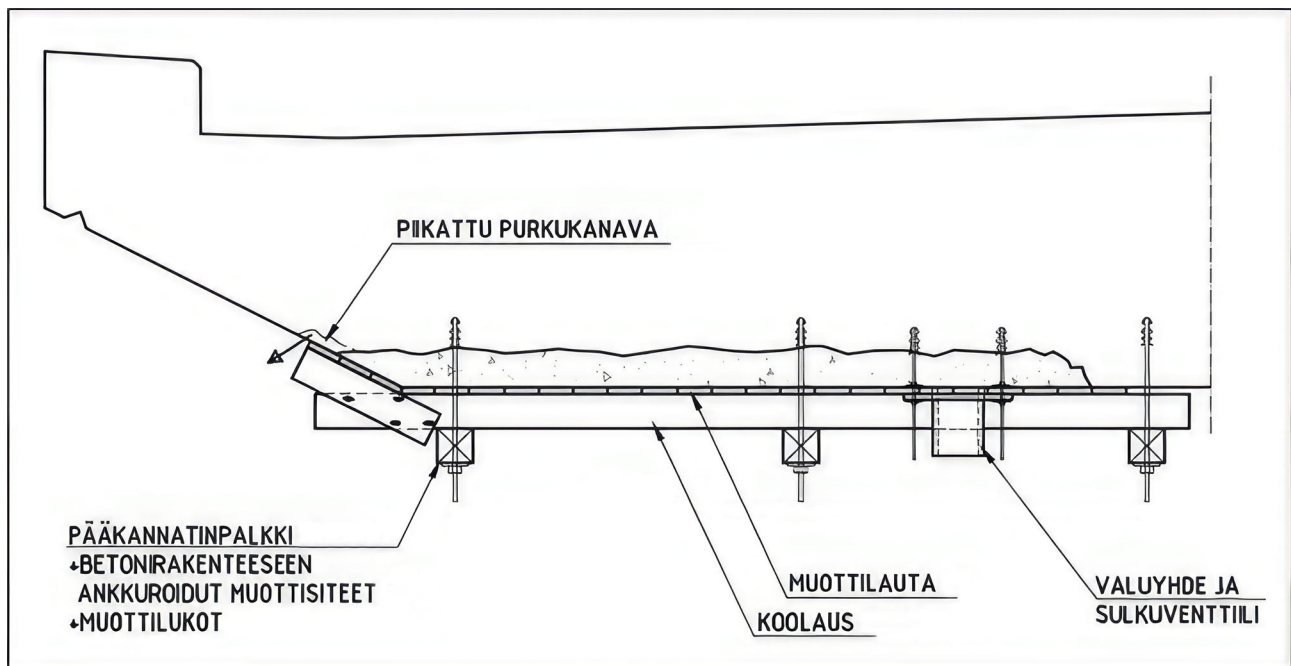 PIIKATTU PURKUKANAVA
PÄÄKANNATINPALKKI
+BETONIRAKENTEESEEN
ANKKUROIDUT MUOTTISITEET
+MUOTTILUKOT
MUOTTILAUTA
KOOLAUS
VALUYHDE JA
SULKUVENTTIILI